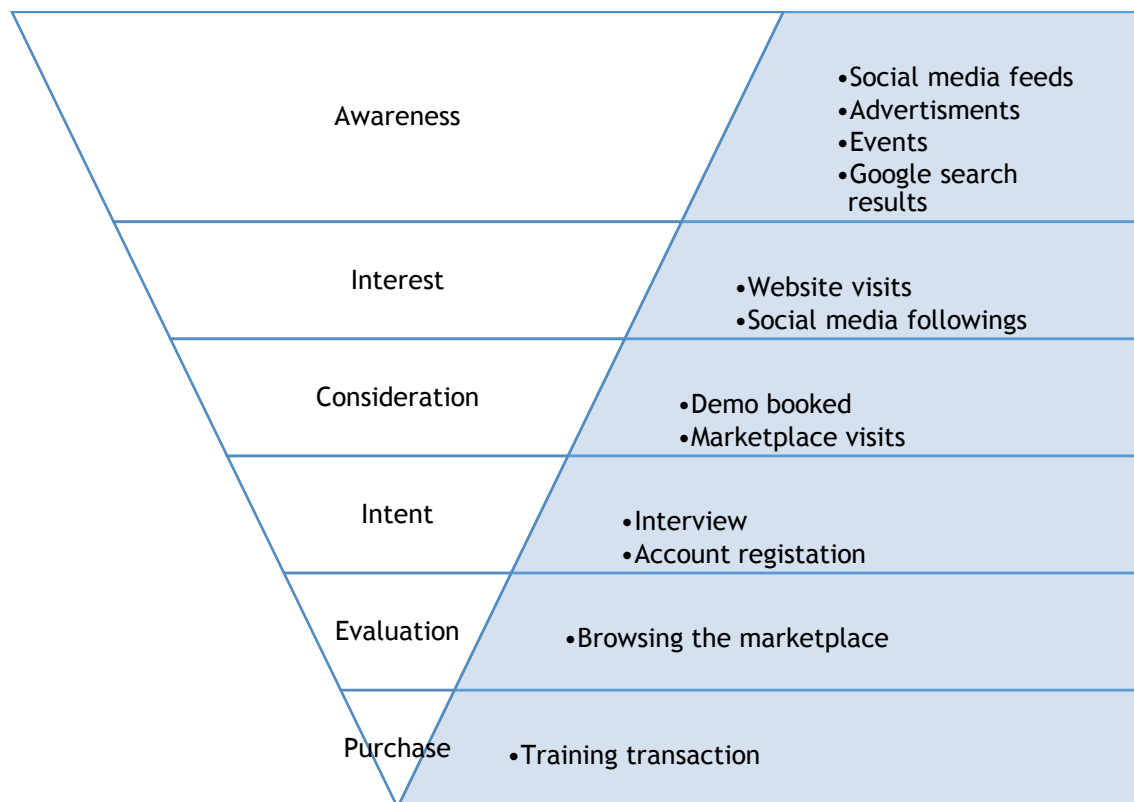 Awareness
•Social media feeds
•Advertisments
•Events
•Google search
results
Interest
•Website visits
•Social media followings
Consideration
•Demo booked
•Marketplace visits
Intent
•Interview
•Account registation
Evaluation
•Browsing the marketplace
Purchase
•Training transaction